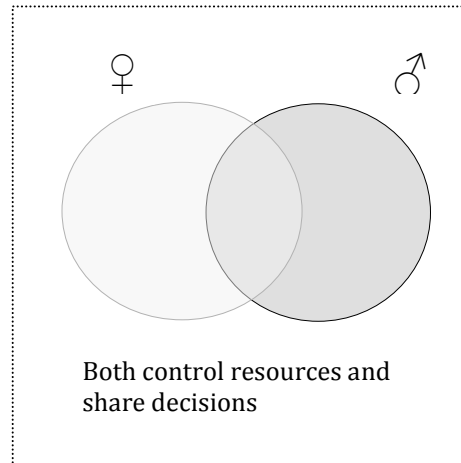 ♀ ♂
Both control resources and
share decisions